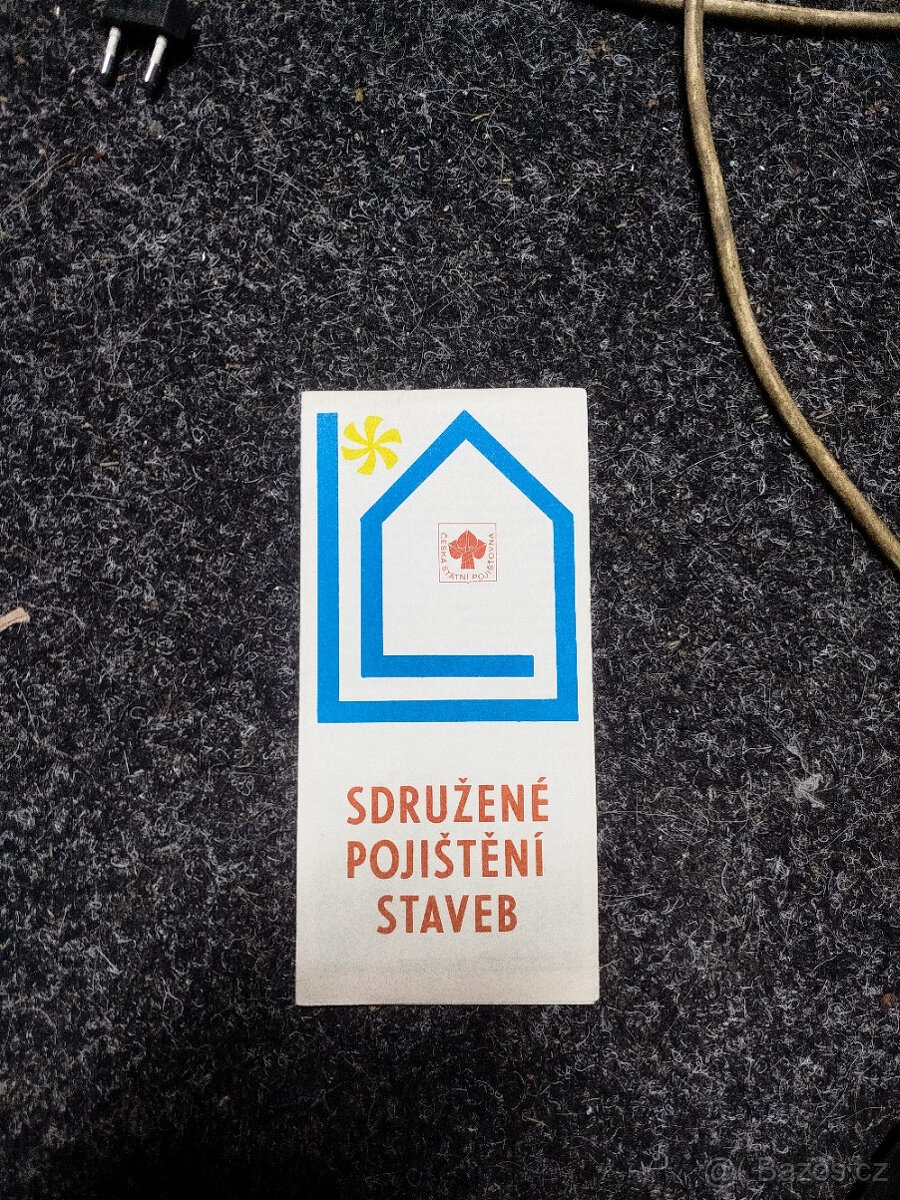 ČESKÁ STÁTNÍ POJIŠŤOVNA
SDRUŽENÉ
POJIŠTĚNÍ
STAVEB
@ Bazos.cz